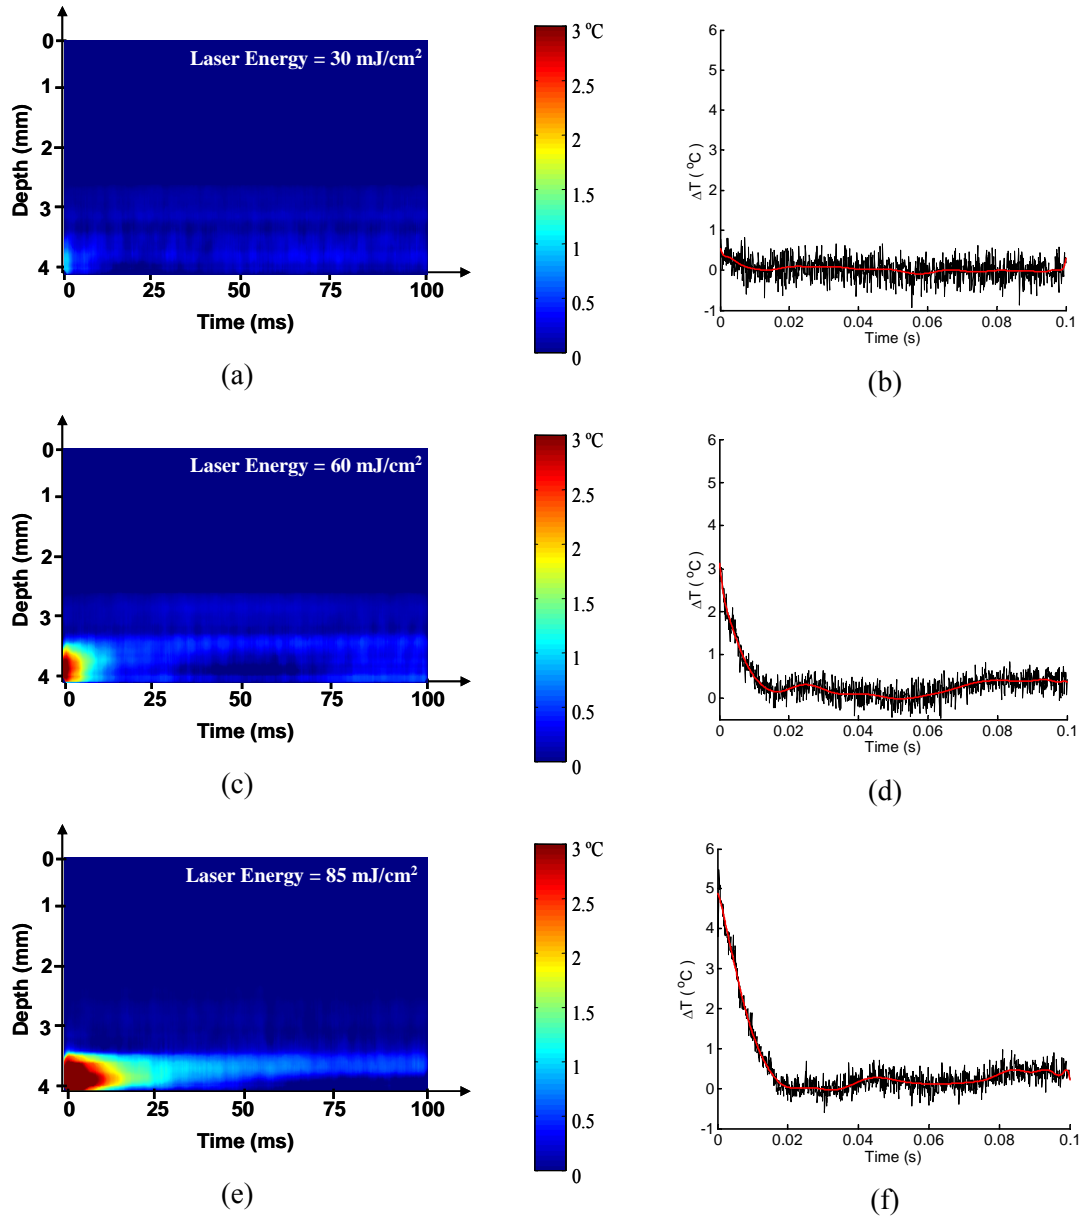 Laser Energy = 30 mJ/cm²
Depth (mm)
0
1
2
3
4
0 25 50 75 100
Time (ms)
3 ºC
2.5
2
1.5
1
0.5
0
(a)
6
5
4
3
2
1
0
-1
ΔT ( ºC)
0 0.02 0.04 0.06 0.08 0.1
Time (s)
(b)
Laser Energy = 60 mJ/cm²
Depth (mm)
0
1
2
3
4
0 25 50 75 100
Time (ms)
3 ºC
2.5
2
1.5
1
0.5
0
(c)
6
5
4
3
2
1
0
ΔT ( ºC)
0 0.02 0.04 0.06 0.08 0.1
Time (s)
(d)
Laser Energy = 85 mJ/cm²
Depth (mm)
0
1
2
3
4
0 25 50 75 100
Time (ms)
3 ºC
2.5
2
1.5
1
0.5
0
(e)
6
5
4
3
2
1
0
-1
ΔT ( ºC)
0 0.02 0.04 0.06 0.08 0.1
Time (s)
(f)